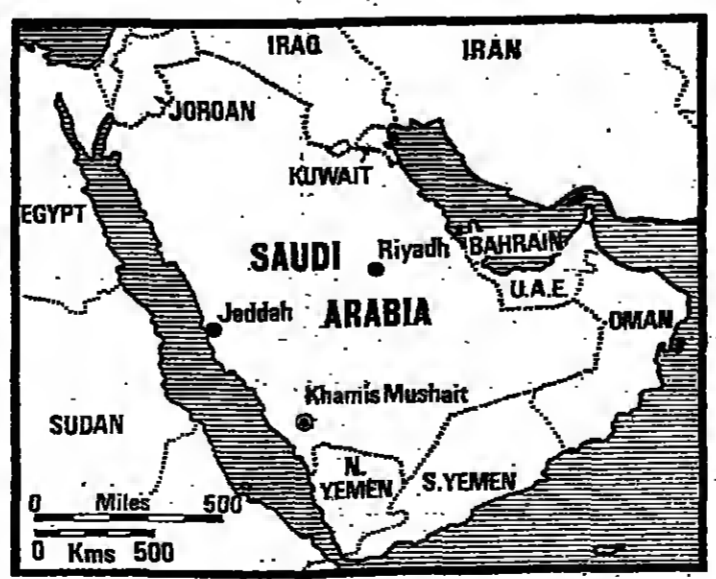 IRAQ
IRAN
JORDAN
KUWAIT
EGYPT
SAUDI
Riyadh
BAHRAIN
U.A.E.
Jeddah
ARABIA
OMAN
Khamis Mushait
SUDAN
N.
YEMEN
S.YEMEN
0 Miles 500
0 Kms 500